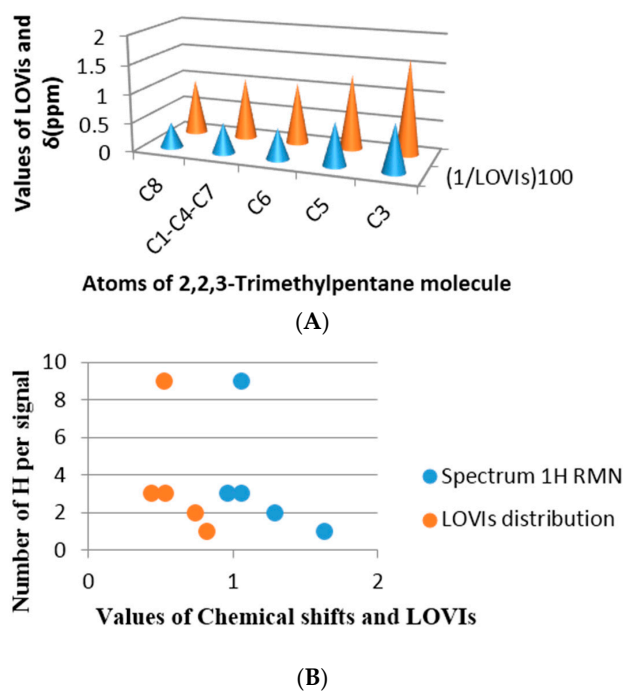 Values of LOVis and
δ(ppm)
2
1.5
1
0.5
0
C8
C1-C4-C7
C6
C5
C3
(1/LOVIs)100
Atoms of 2,2,3-Trimethylpentane molecule
(A)
Number of H per signal
10
8
6
4
2
0
0 1 2
Spectrum 1H RMN
LOVIs distribution
Values of Chemical shifts and LOVIs
(B)